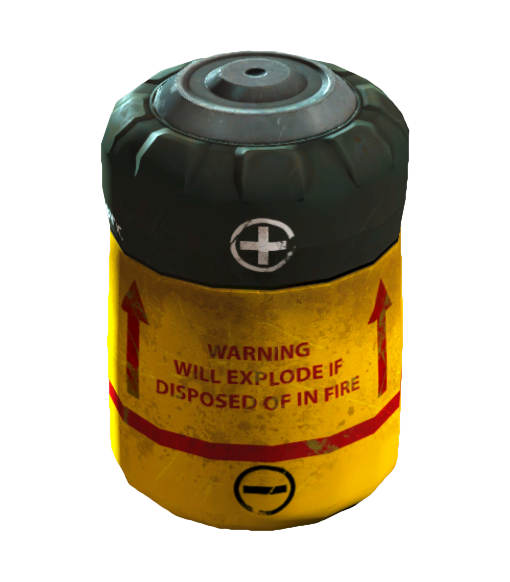 +
WARNING
WILL EXPLODE IF
DISPOSED OF IN FIRE
-